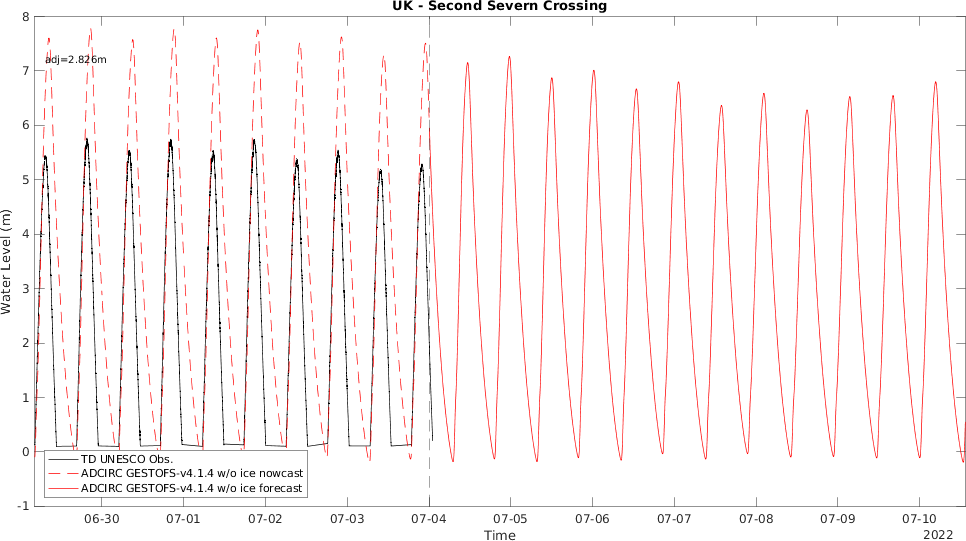 UK - Second Severn Crossing
8
7
6
5
4
3
2
1
0
-1
Water Level (m)
adj=2.826m
TD UNESCO Obs.
ADCIRC GESTOFS-v4.1.4 w/o ice nowcast
ADCIRC GESTOFS-v4.1.4 w/o ice forecast
06-30 07-01 07-02 07-03 07-04 07-05 07-06 07-07 07-08 07-09 07-10
Time
2022